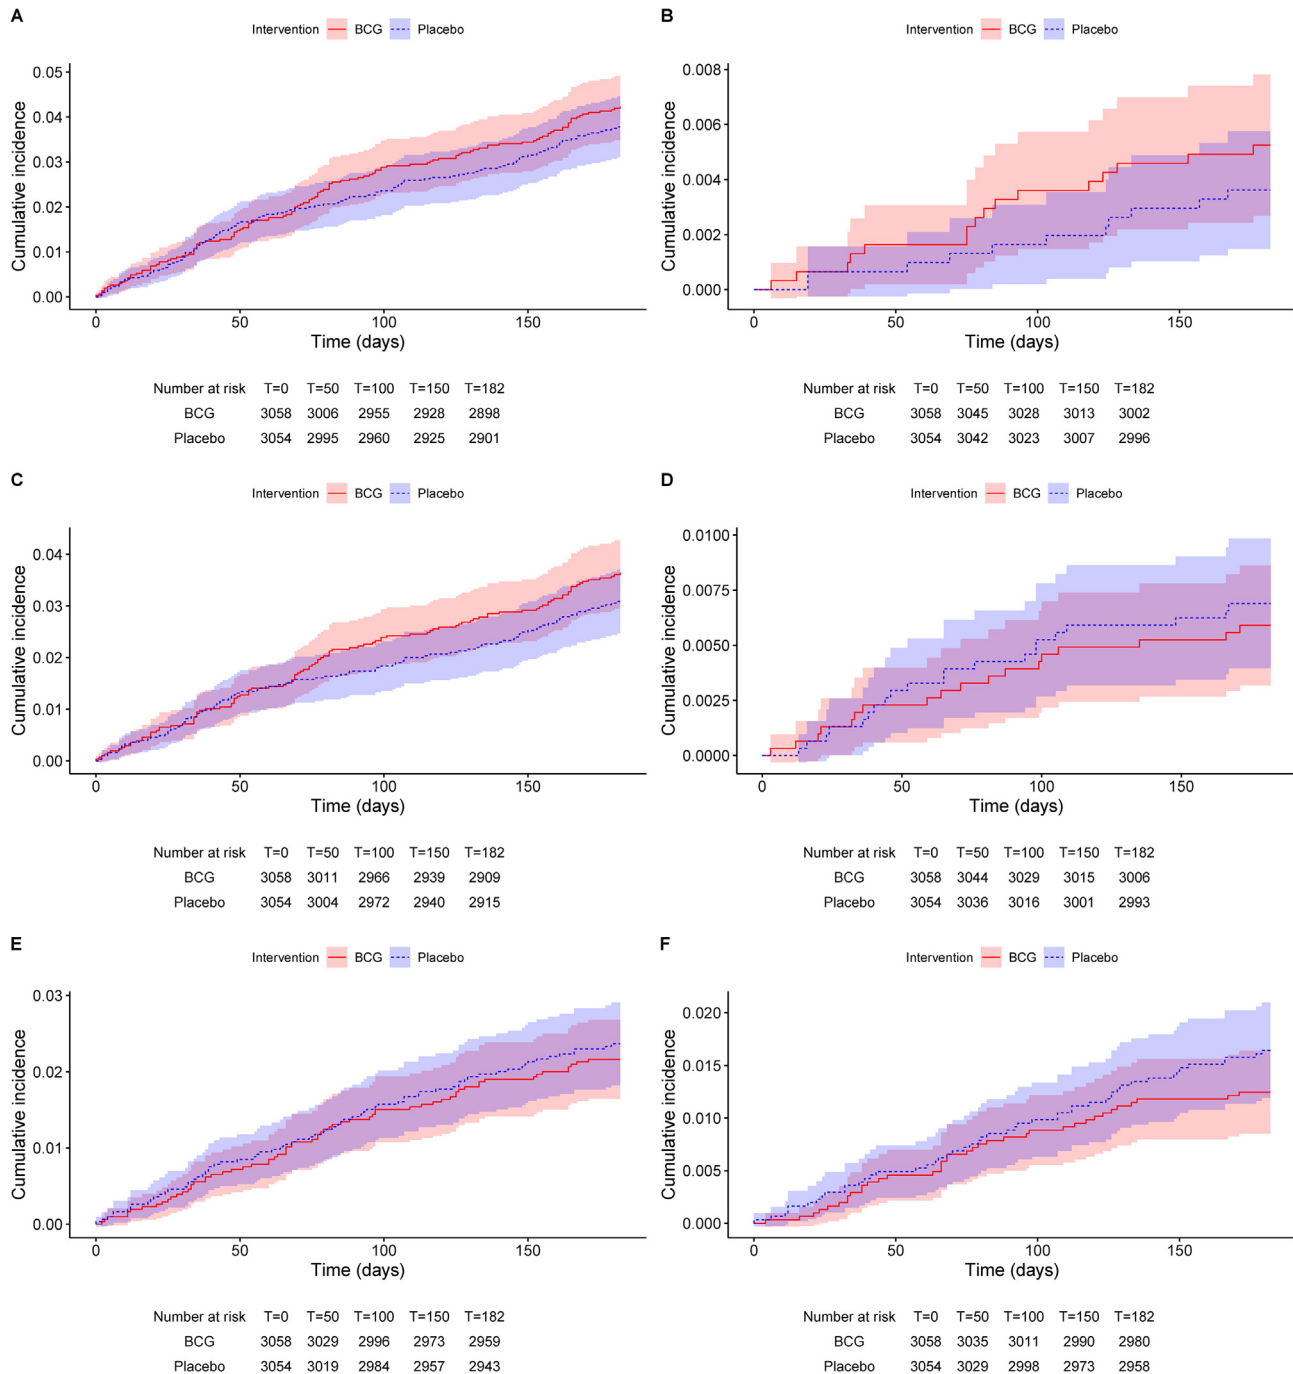 A
Intervention BCG Placebo
Cumulative incidence
0.05
0.04
0.03
0.02
0.01
0.00
0 50 100 150
Time (days)
Number at risk T=0 T=50 T=100 T=150 T=182
BCG 3058 3006 2955 2928 2898
Placebo 3054 2995 2960 2925 2901
B
Intervention BCG Placebo
Cumulative incidence
0.008
0.006
0.004
0.002
0.000
0 50 100 150
Time (days)
Number at risk T=0 T=50 T=100 T=150 T=182
BCG 3058 3045 3028 3013 3002
Placebo 3054 3042 3023 3007 2996
C
Intervention BCG Placebo
Cumulative incidence
0.04
0.03
0.02
0.01
0.00
0 50 100 150
Time (days)
Number at risk T=0 T=50 T=100 T=150 T=182
BCG 3058 3011 2966 2939 2909
Placebo 3054 3004 2972 2940 2915
D
Intervention BCG Placebo
Cumulative incidence
0.0100
0.0075
0.0050
0.0025
0.0000
0 50 100 150
Time (days)
Number at risk T=0 T=50 T=100 T=150 T=182
BCG 3058 3044 3029 3015 3006
Placebo 3054 3036 3016 3001 2993
E
Intervention BCG Placebo
Cumulative incidence
0.03
0.02
0.01
0.00
0 50 100 150
Time (days)
Number at risk T=0 T=50 T=100 T=150 T=182
BCG 3058 3029 2996 2973 2959
Placebo 3054 3019 2984 2957 2943
F
Intervention BCG Placebo
Cumulative incidence
0.020
0.015
0.010
0.005
0.000
0 50 100 150
Time (days)
Number at risk T=0 T=50 T=100 T=150 T=182
BCG 3058 3035 3011 2990 2980
Placebo 3054 3029 2998 2973 2958